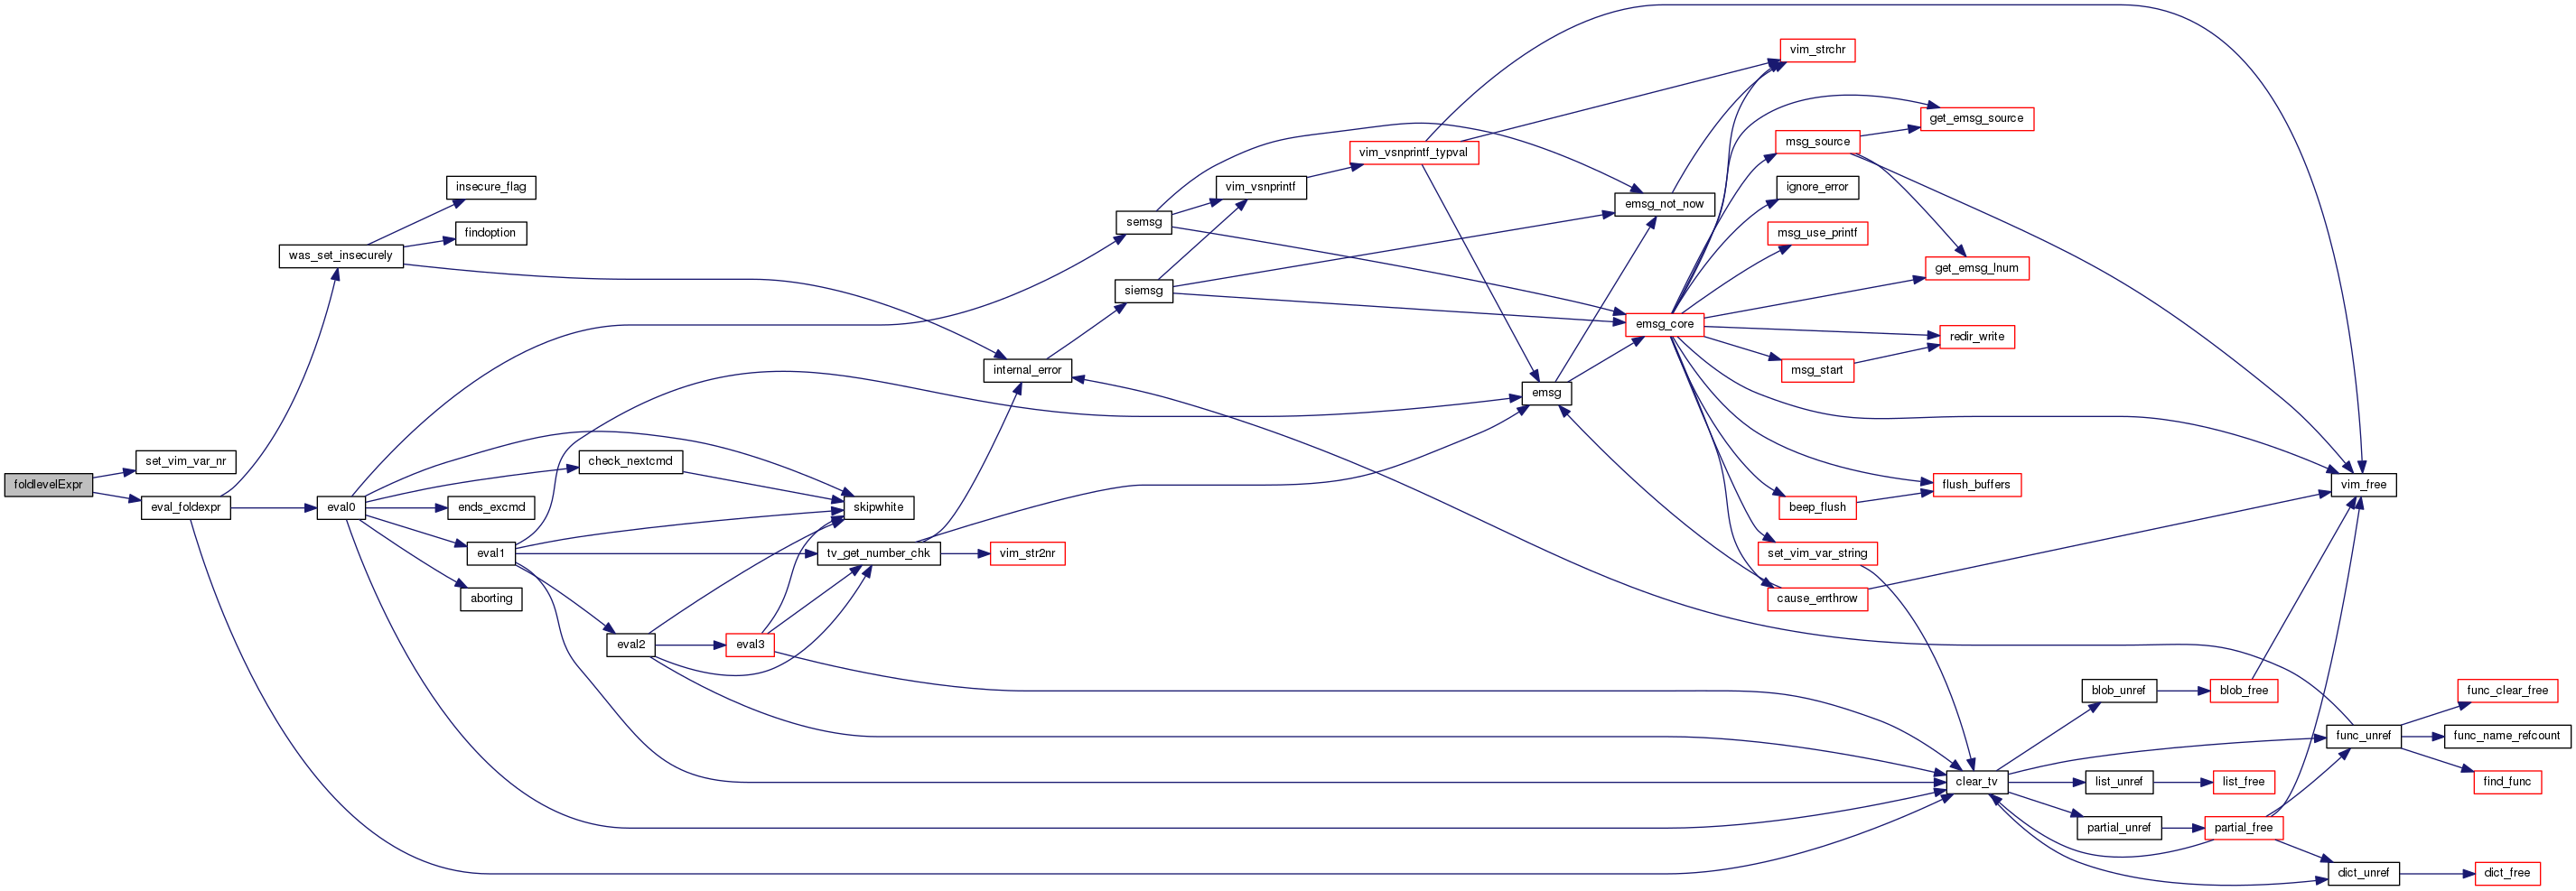 foldlevelExpr
set_vim_var_nr
eval_foldexpr
was_set_insecurely
insecure_flag
findoption
eval0
check_nextcmd
ends_excmd
eval1
aborting
eval2
eval3
skipwhite
tv_get_number_chk
vim_str2nr
internal_error
semsg
siemsg
vim_vsnprintf
vim_vsnprintf_typval
emsg
emsg_not_now
emsg_core
vim_strchr
get_emsg_source
msg_source
ignore_error
msg_use_printf
get_emsg_lnum
redir_write
msg_start
flush_buffers
beep_flush
set_vim_var_string
cause_errthrow
vim_free
clear_tv
blob_unref
blob_free
list_unref
list_free
partial_unref
partial_free
func_unref
func_clear_free
func_name_refcount
find_func
dict_unref
dict_free